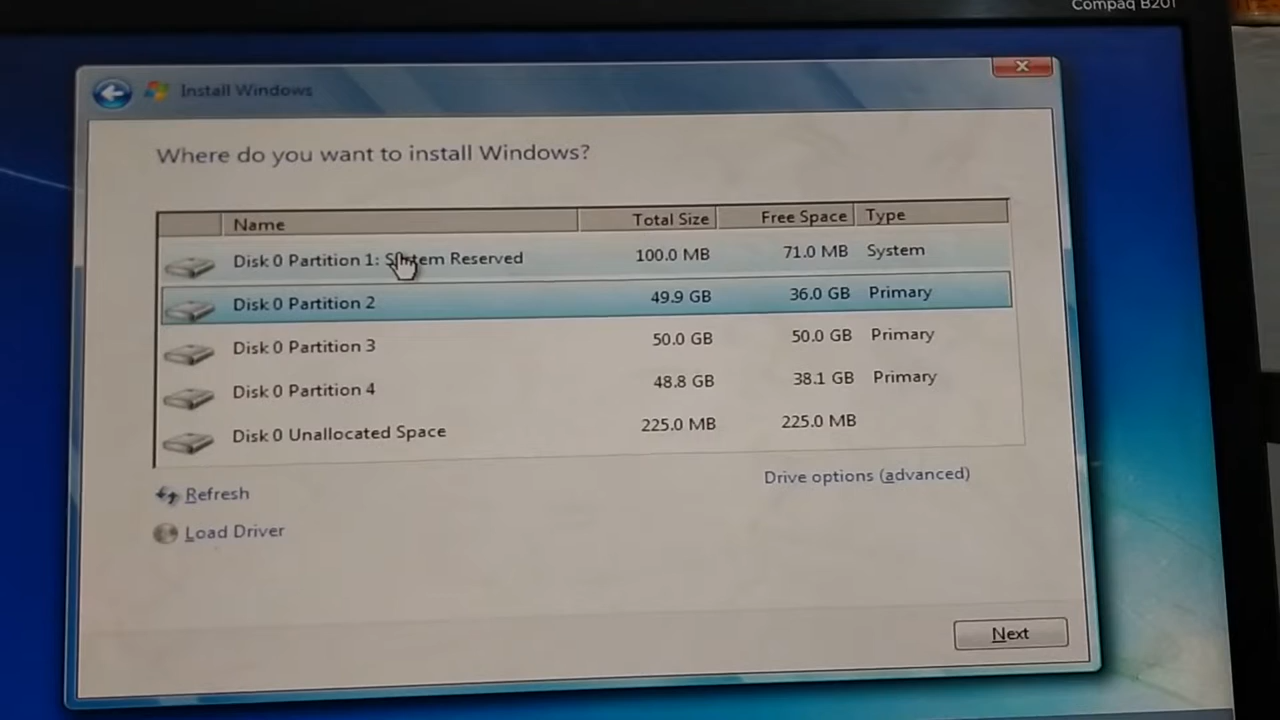 Compaq B201
Install Windows
Where do you want to install Windows?
Name Total Size Free Space Type
Disk 0 Partition 1: System Reserved 100.0 MB 71.0 MB System
Disk 0 Partition 2 49.9 GB 36.0 GB Primary
Disk 0 Partition 3 50.0 GB 50.0 GB Primary
Disk 0 Partition 4 48.8 GB 38.1 GB Primary
Disk 0 Unallocated Space 225.0 MB 225.0 MB
Refresh Drive options (advanced)
Load Driver
Next